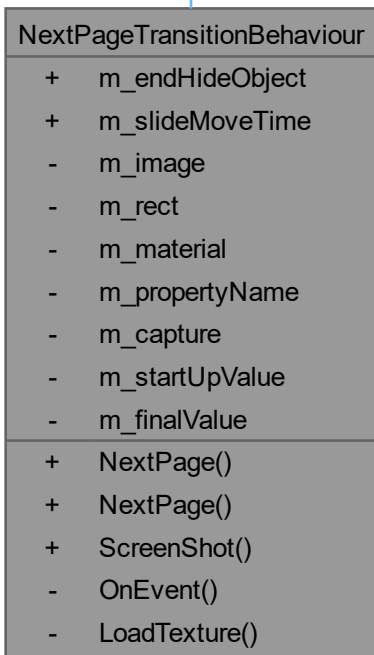 NextPageTransitionBehaviour
+ m_endHideObject
+ m_slideMoveTime
- m_image
- m_rect
- m_material
- m_propertyName
- m_capture
- m_startUpValue
- m_finalValue
+ NextPage()
+ NextPage()
+ ScreenShot()
- OnEvent()
- LoadTexture()